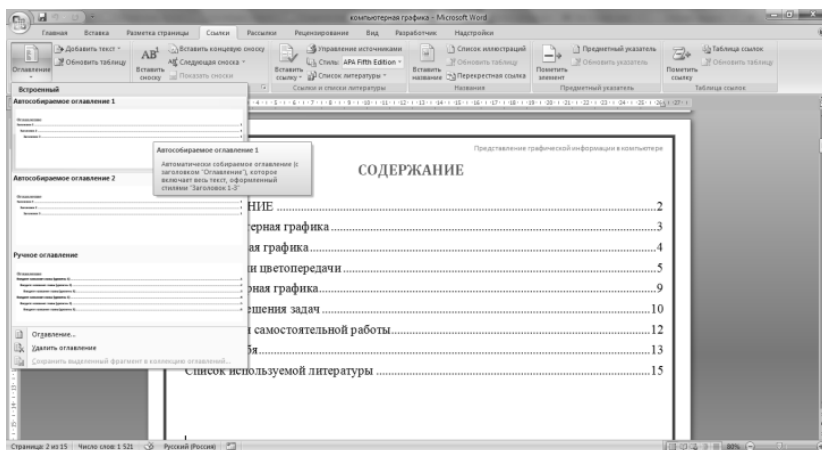 компьютерная графика - Microsoft Word
Главная Вставка Разметка страницы Ссылки Рассылки Рецензирование Вид Разработчик Надстройки
Оглавление
Добавить текст
Обновить таблицу
AB¹
Вставить сноску
Вставить концевую сноску
Следующая сноска
Показать сноски
Вставить ссылку
Управление источниками
Стиль: APA Fifth Edition
Список литературы
Ссылки и списки литературы
Вставить название
Список иллюстраций
Обновить таблицу
Перекрестная ссылка
Названия
Пометить элемент
Предметный указатель
Обновить указатель
Предметный указатель
Пометить ссылку
Таблица ссылок
Обновить таблицу
Таблица ссылок
Встроенный
Автособираемое оглавление 1
Автособираемое оглавление 1
Автоматически собираемое оглавление (с
заголовком "Оглавление"), которое
включает весь текст, оформленный
стилями "Заголовок 1-3"
Автособираемое оглавление 2
Ручное оглавление
Оглавление...
Удалить оглавление
Сохранить выделенный фрагмент в коллекцию оглавлений...
Представление графической информации в компьютере
СОДЕРЖАНИЕ
НИЕ ........ 2
ерная графика ........ 3
ая графика ........ 4
и цветопередачи ........ 5
рная графика ........ 9
ешения задач ........ 10
я самостоятельной работы ........ 12
бя ........ 13
Список используемой литературы ........ 15
Страница: 2 из 15 Число слов: 1 521 Русский (Россия) 80%